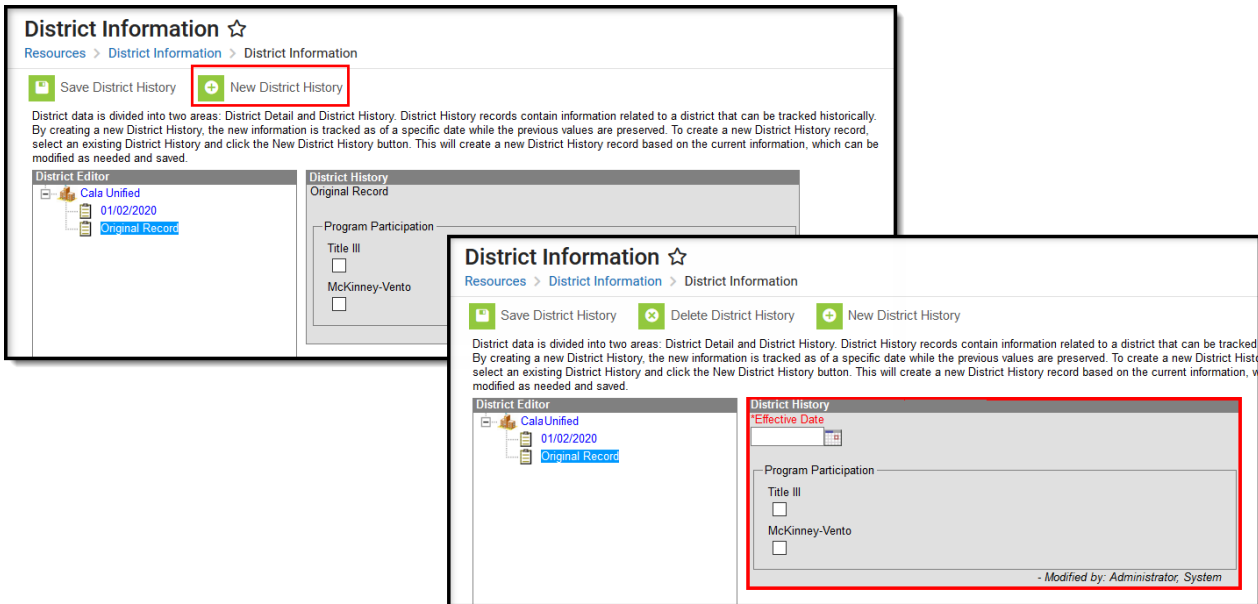 District Information
Resources > District Information > District Information
Save District History New District History
District data is divided into two areas: District Detail and District History. District History records contain information related to a district that can be tracked historically.
By creating a new District History, the new information is tracked as of a specific date while the previous values are preserved. To create a new District History record,
select an existing District History and click the New District History button. This will create a new District History record based on the current information, which can be
modified as needed and saved.
District Editor
Cala Unified
01/02/2020
Original Record
District History
Original Record
Program Participation
Title III
McKinney-Vento
District Information
Resources > District Information > District Information
Save District History Delete District History New District History
District data is divided into two areas: District Detail and District History. District History records contain information related to a district that can be tracked
By creating a new District History, the new information is tracked as of a specific date while the previous values are preserved. To create a new District Hist
select an existing District History and click the New District History button. This will create a new District History record based on the current information,
modified as needed and saved.
District Editor
CalaUnified
01/02/2020
Original Record
District History
*Effective Date
Program Participation
Title III
McKinney-Vento
- Modified by: Administrator, System